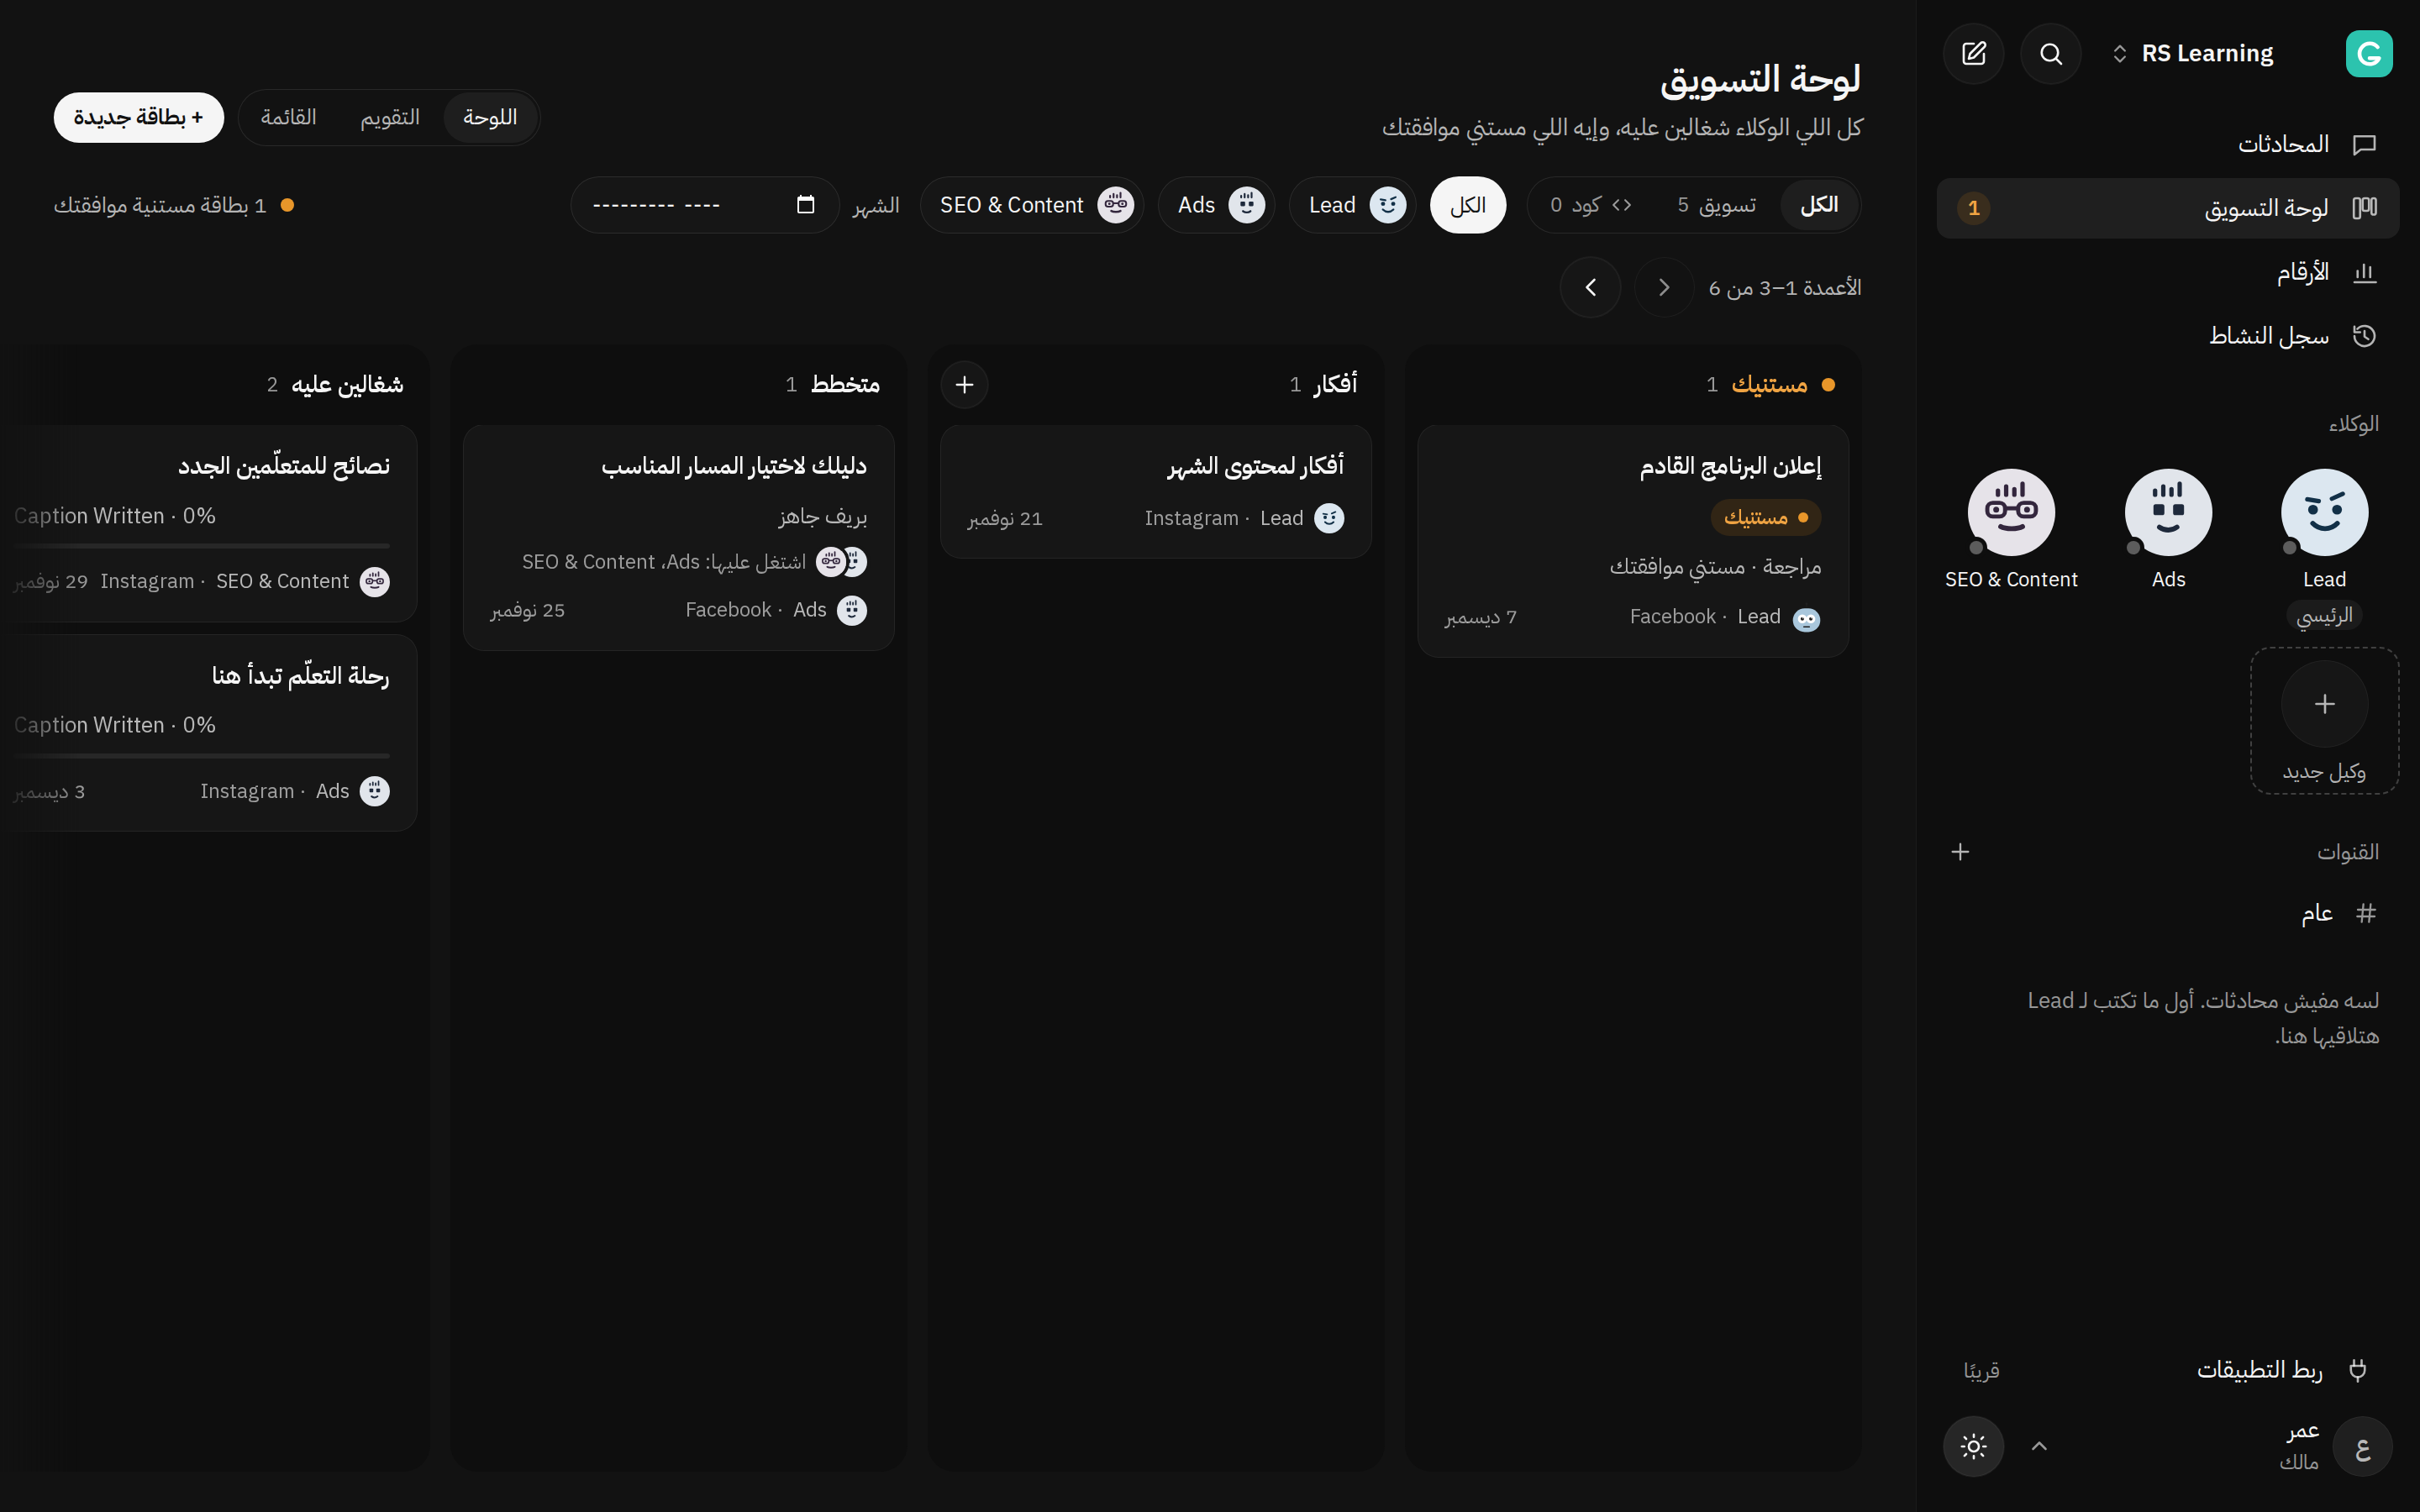 RS Learning
المحادثات
لوحة التسويق 1
الأرقام
سجل النشاط
الوكلاء
Lead
الرئيسي
Ads
SEO & Content
وكيل جديد
القنوات
عام
لسه مفيش محادثات. أول ما تكتب لـ Lead
هتلاقيها هنا.
ربط التطبيقات قريبًا
ع
عمر
مالك
لوحة التسويق
كل اللي الوكلاء شغالين عليه، وإيه اللي مستني موافقتك
اللوحة التقويم القائمة
+ بطاقة جديدة
الكل تسويق 5 كود 0
الكل Lead Ads SEO & Content
الشهر --------- ----
1 بطاقة مستنية موافقتك
الأعمدة 1–3 من 6
مستنيك 1
إعلان البرنامج القادم
مستنيك
مراجعة · مستني موافقتك
Lead · Facebook 7 ديسمبر
أفكار 1
أفكار لمحتوى الشهر
Lead · Instagram 21 نوفمبر
متخطط 1
دليلك لاختيار المسار المناسب
بريف جاهز
اشتغل عليها: Ads، SEO & Content
Ads · Facebook 25 نوفمبر
شغالين عليه 2
نصائح للمتعلّمين الجدد
Caption Written · 0%
SEO & Content · Instagram 29 نوفمبر
رحلة التعلّم تبدأ هنا
Caption Written · 0%
Ads · Instagram 3 ديسمبر